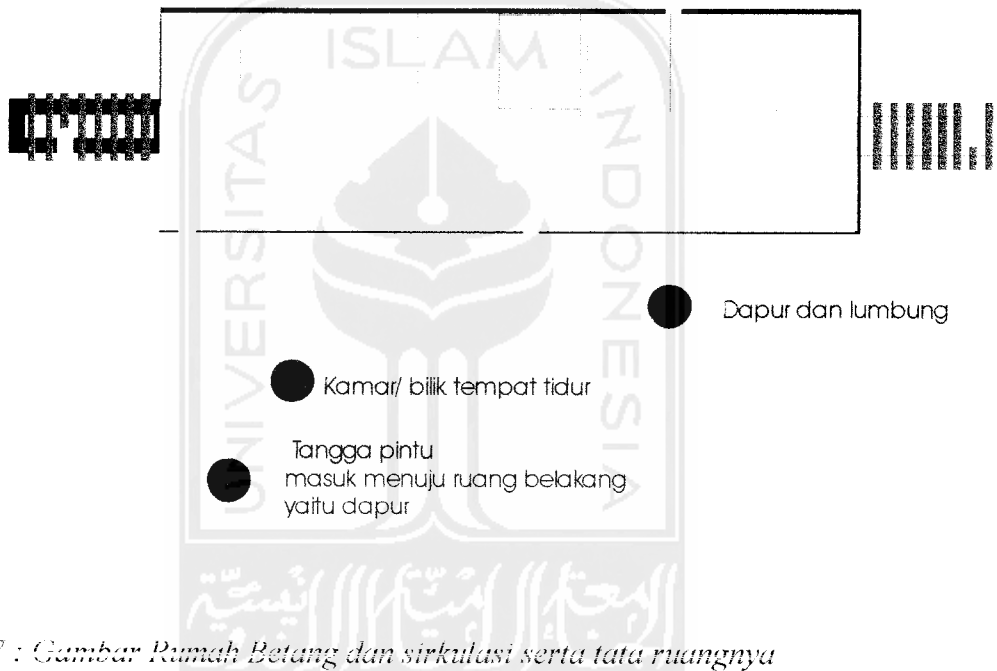 ISLAM
UNIVERSITAS
INDONESIA
Dapur dan lumbung
Kamar/ bilik tempat tidur
Tangga pintu
masuk menuju ruang belakang
yaitu dapur
: Gambar Rumah Betang dan sirkulasi serta tata ruangnya